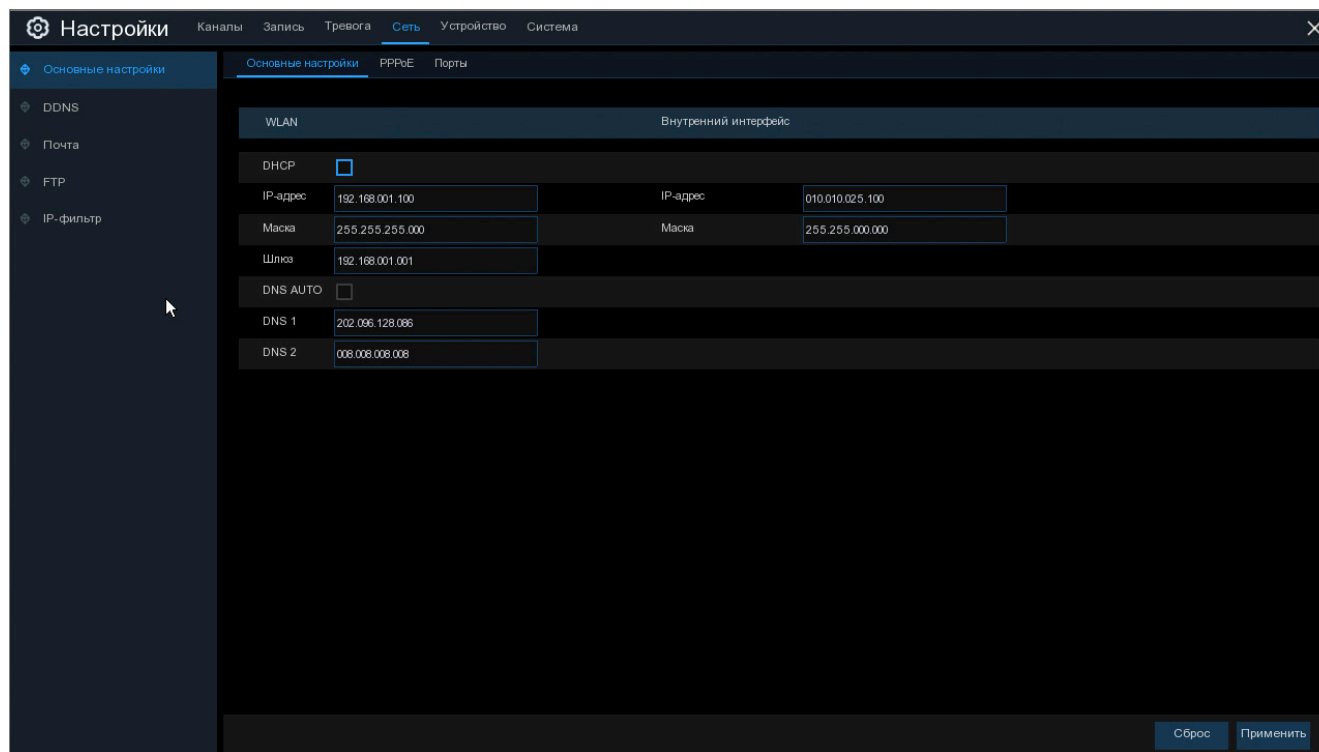 Настройки Каналы Запись Тревога Сеть Устройство Система
Основные настройки
DDNS
Почта
FTP
IP-фильтр
Основные настройки PPPoE Порты
WLAN Внутренний интерфейс
DHCP
IP-адрес 192.168.001.100 IP-адрес 010.010.025.100
Маска 255.255.255.000 Маска 255.255.000.000
Шлюз 192.168.001.001
DNS AUTO
DNS 1 202.096.128.086
DNS 2 008.008.008.008
Сброс Применить